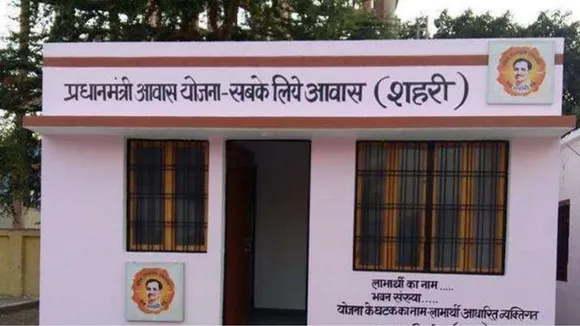 प्रधानमंत्री आवास योजना-सबके लिये आवास (शहरी)
लाभार्थी का नाम .....
भवन संख्या.....
योजना के घटक का नाम-लाभार्थी आधारित व्यक्तिगत